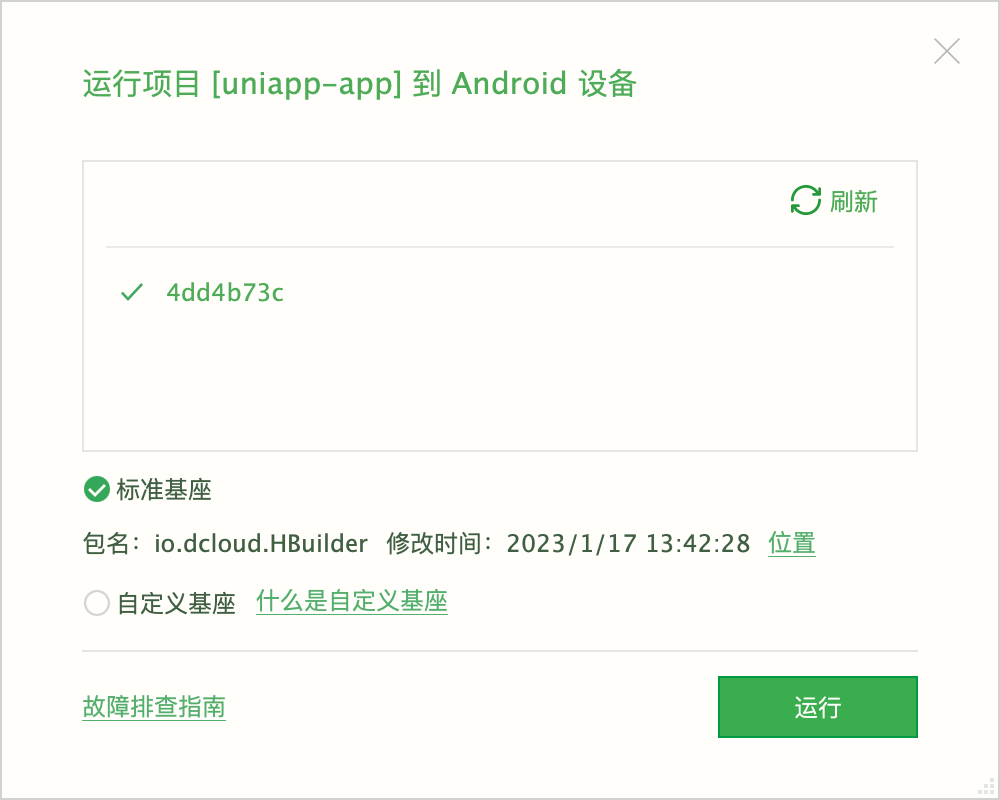 运行项目 [uniapp-app] 到 Android 设备
刷新
4dd4b73c
标准基座
包名：io.dcloud.HBuilder 修改时间：2023/1/17 13:42:28 位置
自定义基座 什么是自定义基座
故障排查指南
运行